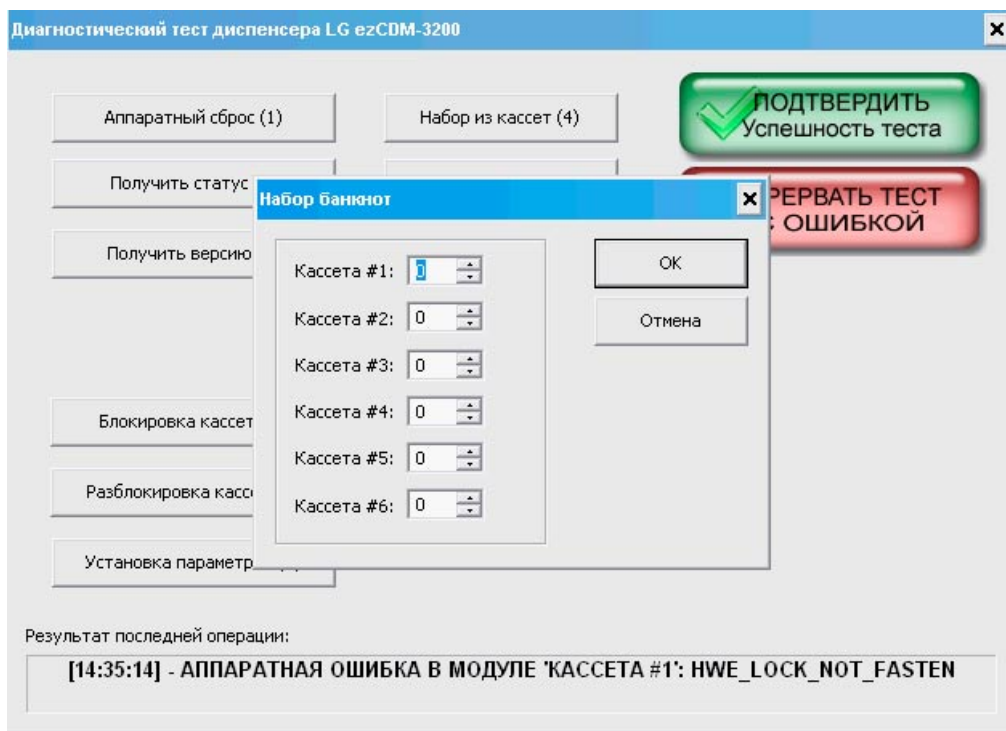 Диагностический тест диспенсера LG ezCDM-3200
Аппаратный сброс (1)
Набор из кассет (4)
ПОДТВЕРДИТЬ
Успешность теста
Получить статус
РЕРВАТЬ ТЕСТ
С ОШИБКОЙ
Получить версию
Набор банкнот
Кассета #1: 0
Кассета #2: 0
Кассета #3: 0
Кассета #4: 0
Кассета #5: 0
Кассета #6: 0
OK
Отмена
Блокировка кассет
Разблокировка касс
Установка параметр
Результат последней операции:
[14:35:14] - АППАРАТНАЯ ОШИБКА В МОДУЛЕ 'КАССЕТА #1': HWE_LOCK_NOT_FASTEN